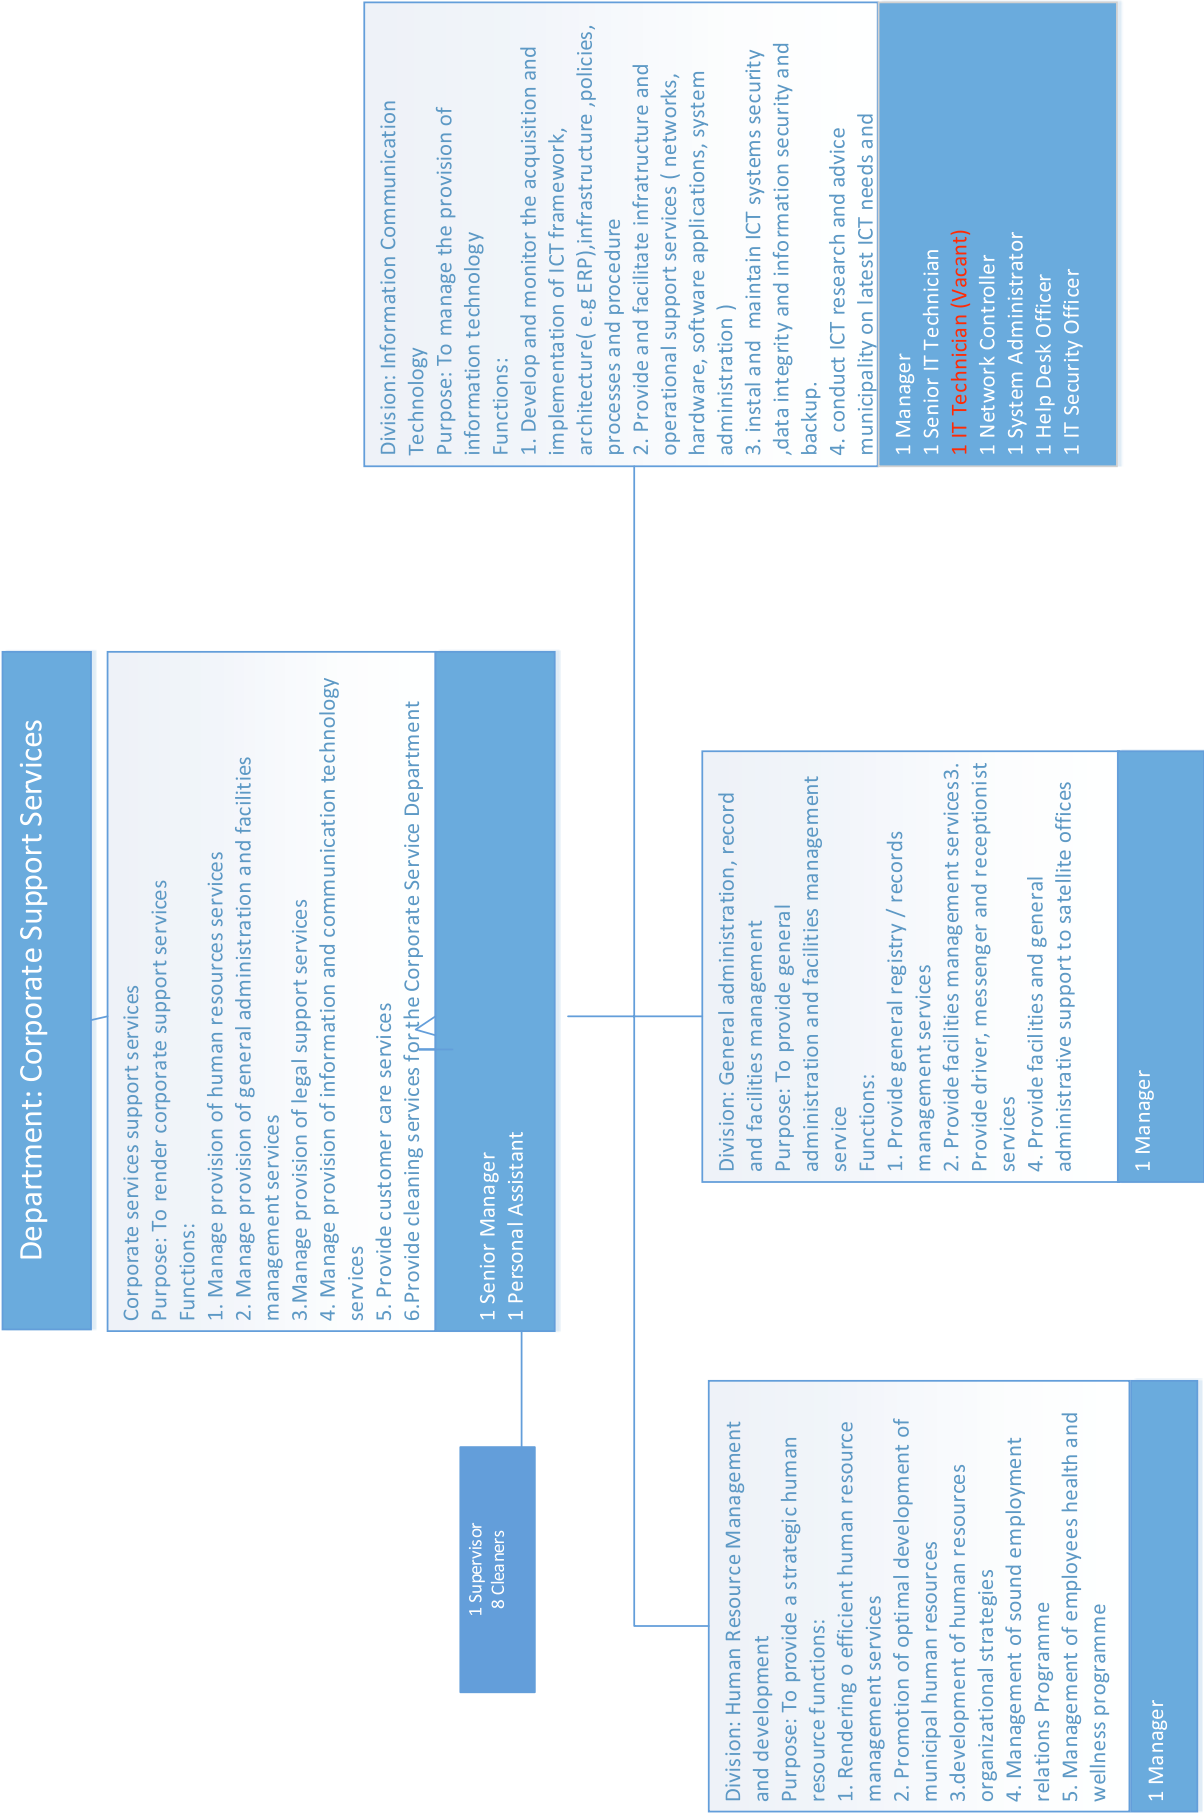 Department: Corporate Support Services
Corporate services support services
Purpose: To render corporate support services
Functions:
1. Manage provision of human resources services
2. Manage provision of general administration and facilities
management services
3.Manage provision of legal support services
4. Manage provision of information and communication technology
services
5. Provide customer care services
6.Provide cleaning services for the Corporate Service Department
1 Senior Manager
1 Personal Assistant
1 Supervisor
8 Cleaners
Division: Human Resource Management
and development
Purpose: To provide a strategic human
resource functions:
1. Rendering o efficient human resource
management services
2. Promotion of optimal development of
municipal human resources
3.development of human resources
organizational strategies
4. Management of sound employment
relations Programme
5. Management of employees health and
wellness programme
1 Manager
Division: General administration, record
and facilities management
Purpose: To provide general
administration and facilities management
service
Functions:
1. Provide general registry / records
management services
2. Provide facilities management services3.
Provide driver, messenger and receptionist
services
4. Provide facilities and general
administrative support to satellite offices
1 Manager
Division: Information Communication
Technology
Purpose: To manage the provision of
information technology
Functions:
1. Develop and monitor the acquisition and
implementation of ICT framework,
architecture( e.g ERP),infrastructure ,policies,
processes and procedure
2. Provide and facilitate infratructure and
operational support services ( networks,
hardware, software applications, system
administration )
3. instal and maintain ICT systems security
,data integrity and information security and
backup.
4. conduct ICT research and advice
municipality on latest ICT needs and
1 Manager
1 Senior IT Technician
1 IT Technician (Vacant)
1 Network Controller
1 System Administrator
1 Help Desk Officer
1 IT Security Officer